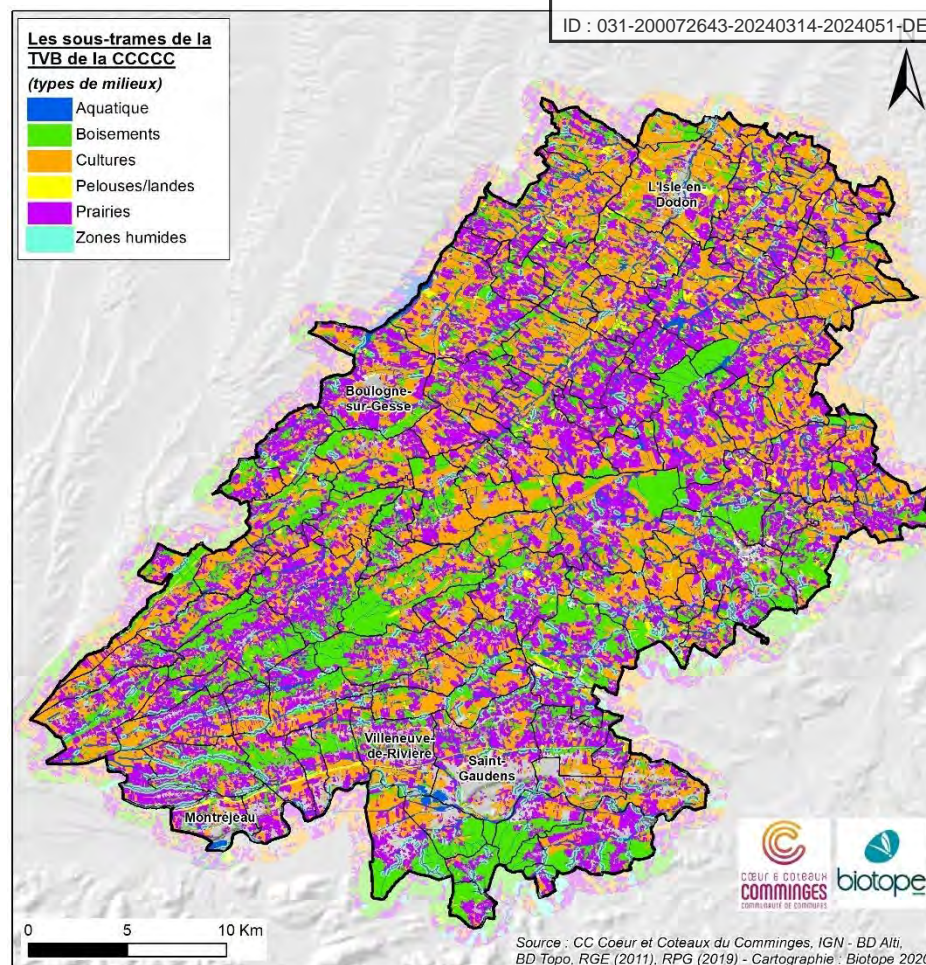 ID : 031-200072643-20240314-2024051-DE
Les sous-trames de la
TVB de la CCCCC
(types de milieu)
Aquatique
Boisements
Cultures
Pelouses/landes
Prairies
Zones humides
N
L'Isle-en-
Dodon
Boulogne-
sur-Gesse
Villeneuve-
de-Rivière
Saint-
Gaudens
Montréjeau
CŒUR & COTEAUX
COMMINGES
COMMUNAUTÉ DE COMMUNES
biotope
0 5 10 Km
Source : CC Coeur et Coteaux du Comminges, IGN - BD Alti,
BD Topo, RGE (2011), RPG (2019) - Cartographie : Biotope 2020